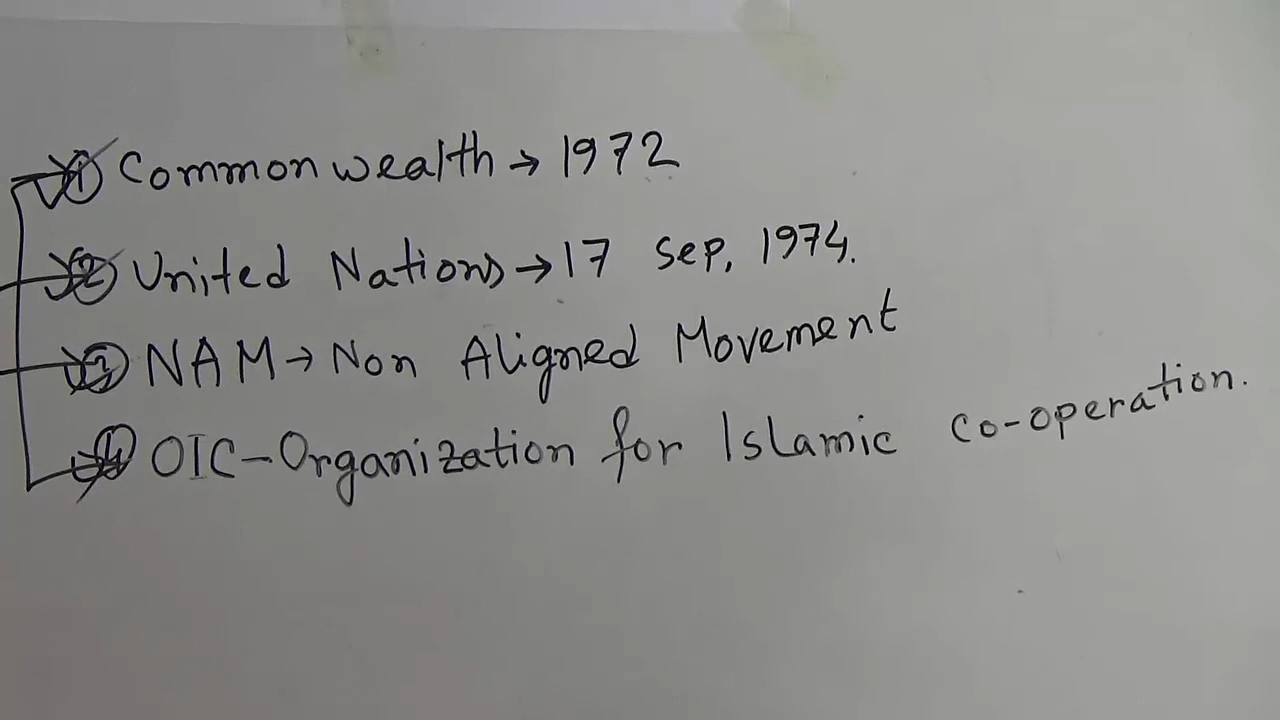 ① Commonwealth → 1972
② United Nations → 17 Sep, 1974.
③ NAM → Non Aligned Movement
④ OIC - Organization for Islamic Co-operation.